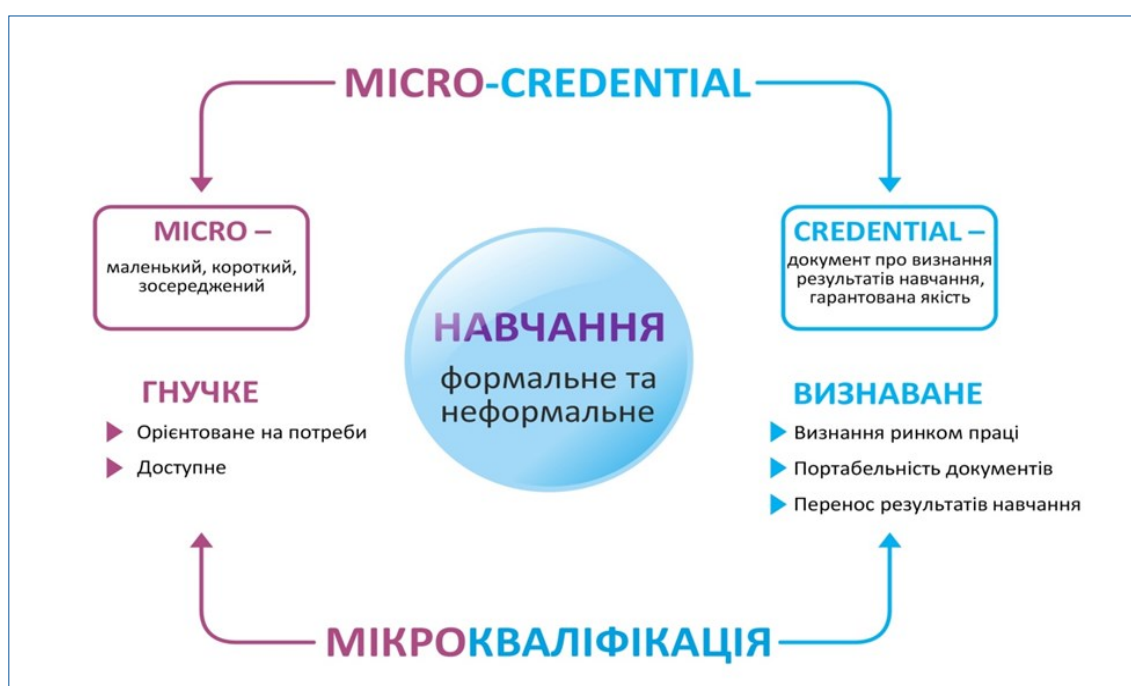 MICRO-CREDENTIAL
MICRO –
маленький, короткий,
зосереджений
CREDENTIAL –
документ про визнання
результатів навчання,
гарантована якість
НАВЧАННЯ
формальне та
неформальне
ГНУЧКЕ
Орієнтоване на потреби
Доступне
ВИЗНАВАНЕ
Визнання ринком праці
Портабельність документів
Перенос результатів навчання
МІКРОКВАЛІФІКАЦІЯ